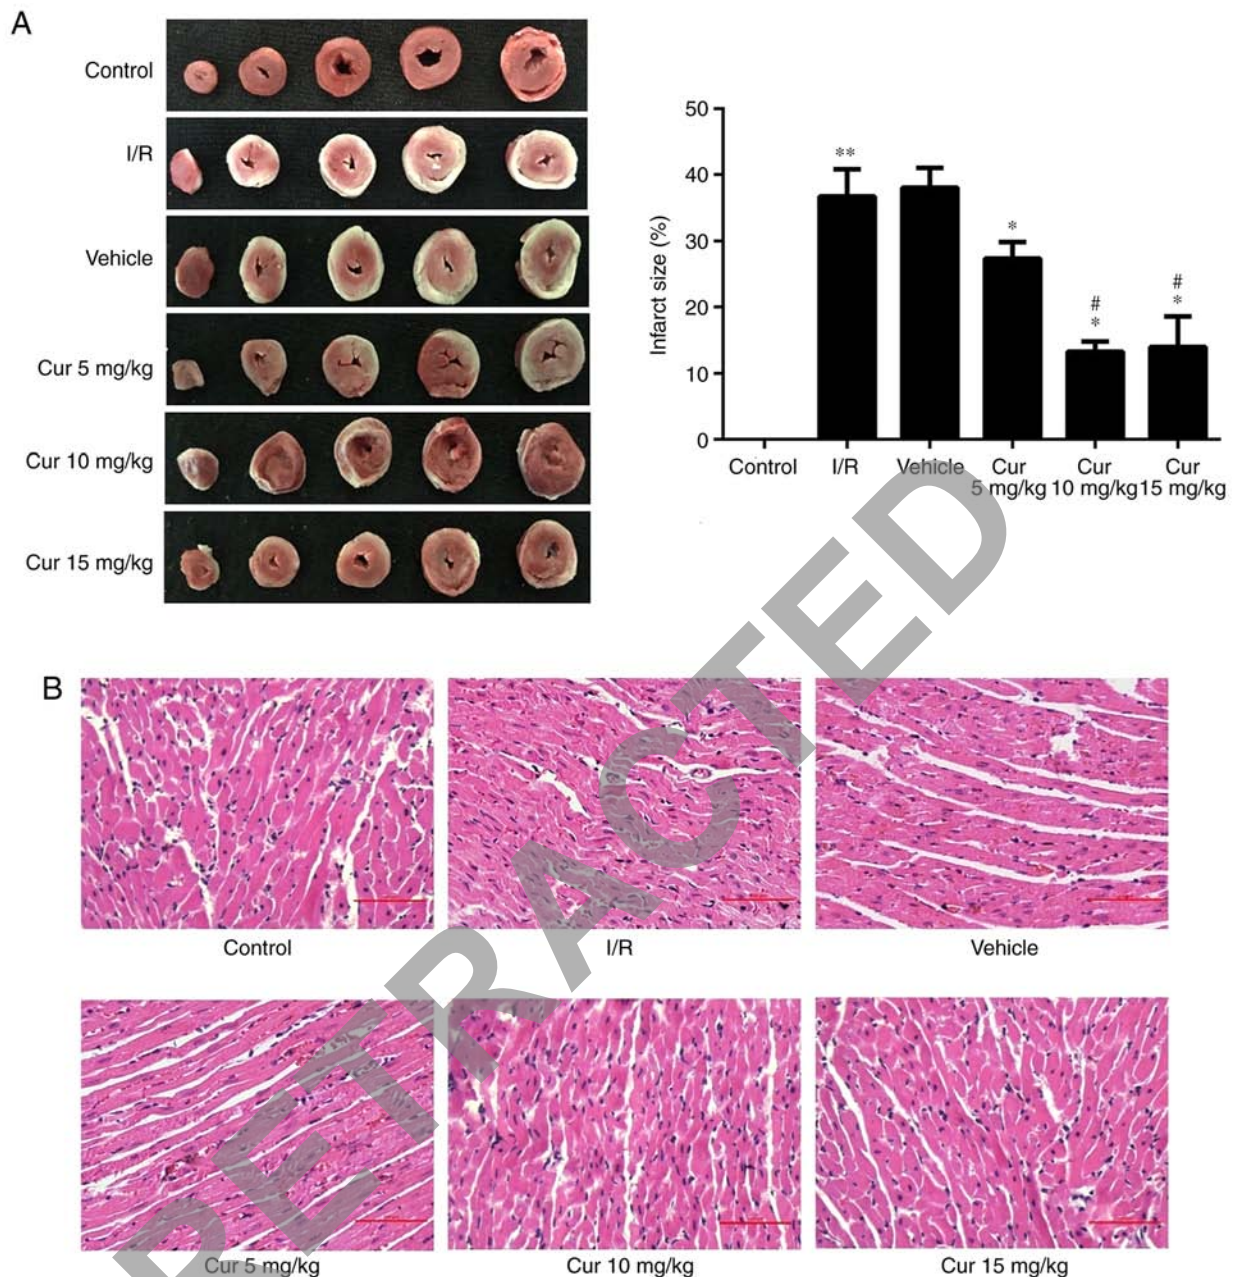 A
Control
I/R
Vehicle
Cur 5 mg/kg
Cur 10 mg/kg
Cur 15 mg/kg
Infarct size (%)
50
40
30
20
10
0
**
*
#
*
#
*
Control I/R Vehicle Cur Cur Cur
5 mg/kg 10 mg/kg 15 mg/kg
B
Control I/R Vehicle
Cur 5 mg/kg Cur 10 mg/kg Cur 15 mg/kg
RETRACTED